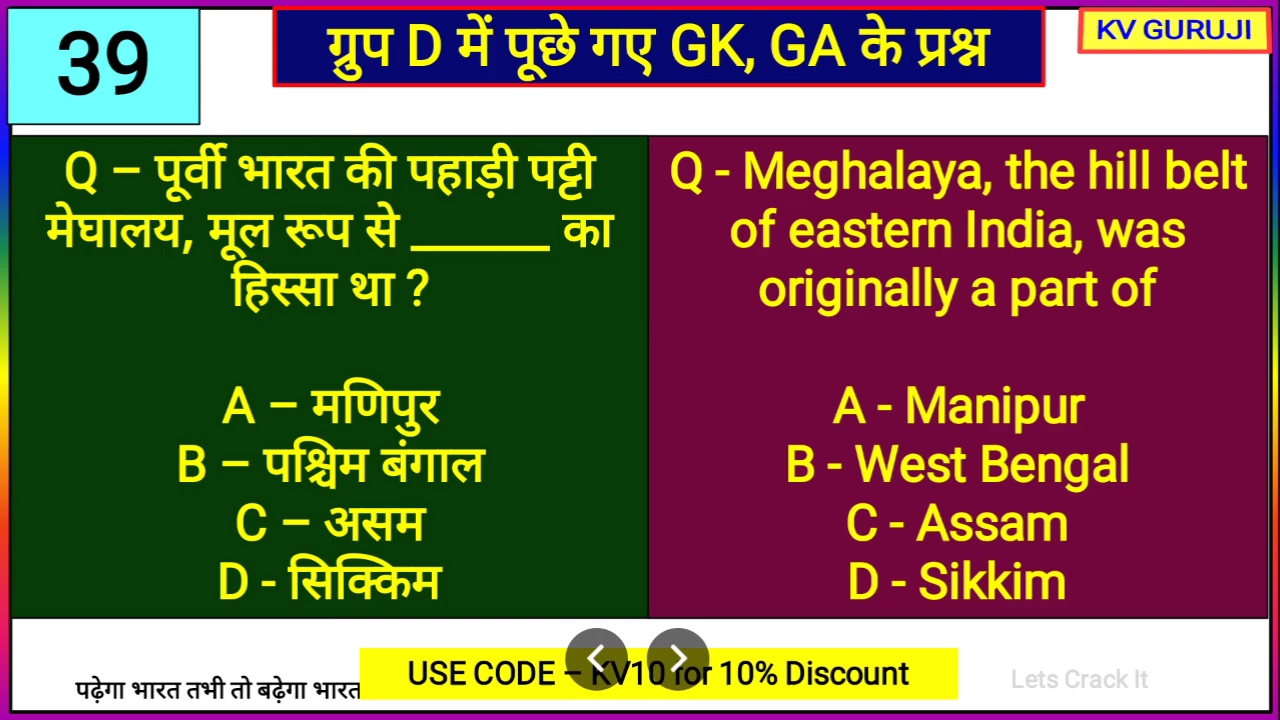 39
ग्रुप D में पूछे गए GK, GA के प्रश्न
KV GURUJI
Q – पूर्वी भारत की पहाड़ी पट्टी
मेघालय, मूल रूप से ______ का
हिस्सा था ?
A – मणिपुर
B – पश्चिम बंगाल
C – असम
D - सिक्किम
Q - Meghalaya, the hill belt
of eastern India, was
originally a part of
A - Manipur
B - West Bengal
C - Assam
D - Sikkim
पढ़ेगा भारत तभी तो बढ़ेगा भारत
USE CODE – KV10 for 10% Discount
Lets Crack It